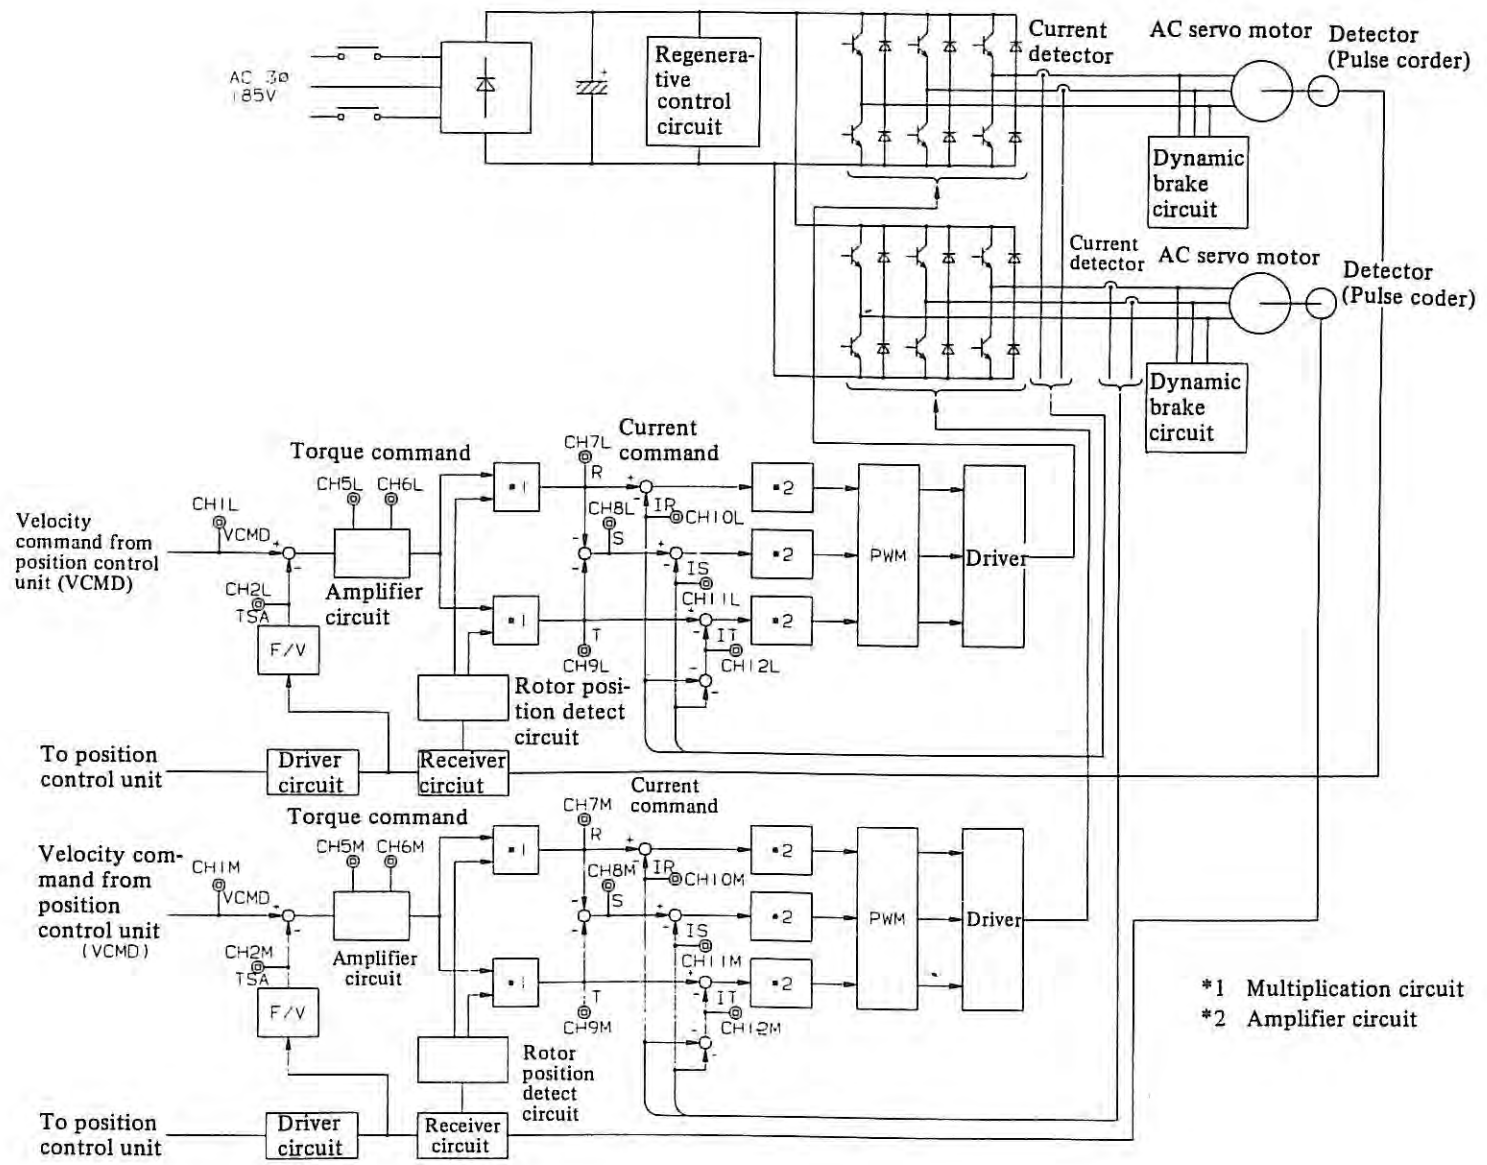 AC 3Ø
185V
Regenera-
tive
control
circuit
Current
detector
AC servo motor
Detector
(Pulse corder)
Dynamic
brake
circuit
Current
detector
AC servo motor
Detector
(Pulse coder)
Dynamic
brake
circuit
Torque command
CH5L
CH6L
CH7L
R
Current
command
CH1L
VCMD
Velocity
command from
position control
unit (VCMD)
+
-
CH2L
TSA
F/V
Amplifier
circuit
*1
*1
CH8L
S
-
-
T
CH9L
+
-
IR
CH10L
+
-
IS
CH11L
+
-
IT
CH12L
-
-
*2
*2
*2
PWM
Driver
Rotor posi-
tion detect
circuit
To position
control unit
Driver
circuit
Receiver
circiut
Torque command
CH5M
CH6M
CH7M
R
Current
command
CH1M
VCMD
Velocity com-
mand from
position
control unit
(VCMD)
+
-
CH2M
TSA
F/V
Amplifier
circuit
*1
*1
CH8M
S
-
-
T
CH9M
+
-
IR
CH10M
+
-
IS
CH11M
+
-
IT
CH12M
-
-
*2
*2
*2
PWM
Driver
Rotor
position
detect
circuit
To position
control unit
Driver
circuit
Receiver
circuit
*1 Multiplication circuit
*2 Amplifier circuit